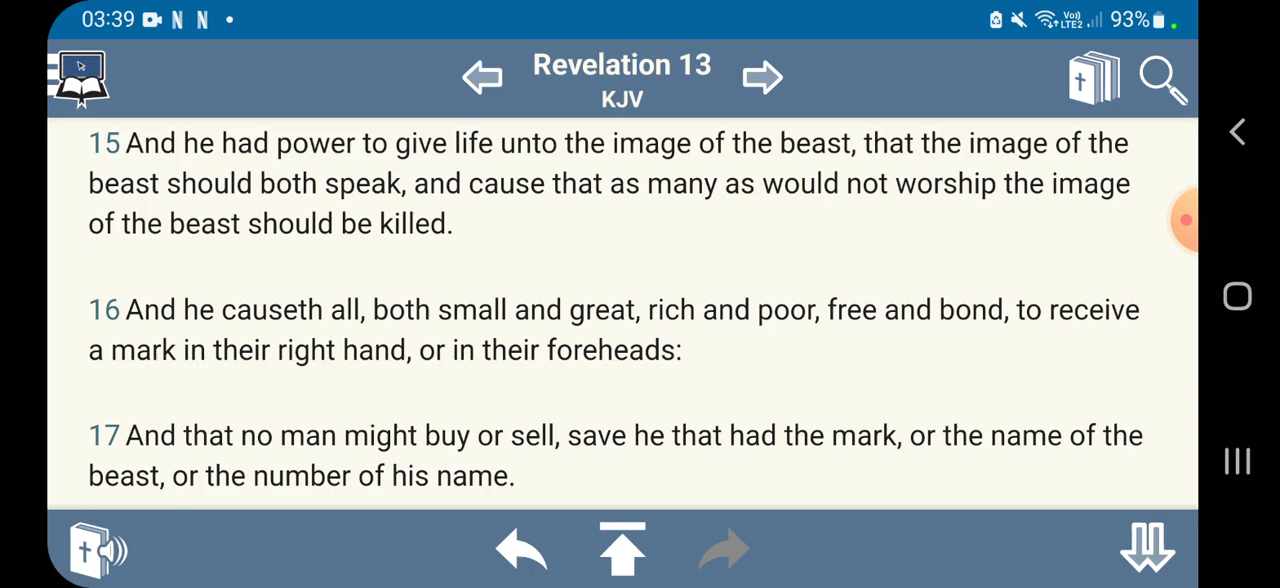 03:39 N N
Vo)) LTE2 93%
Revelation 13
KJV
15 And he had power to give life unto the image of the beast, that the image of the
beast should both speak, and cause that as many as would not worship the image
of the beast should be killed.
16 And he causeth all, both small and great, rich and poor, free and bond, to receive
a mark in their right hand, or in their foreheads:
17 And that no man might buy or sell, save he that had the mark, or the name of the
beast, or the number of his name.